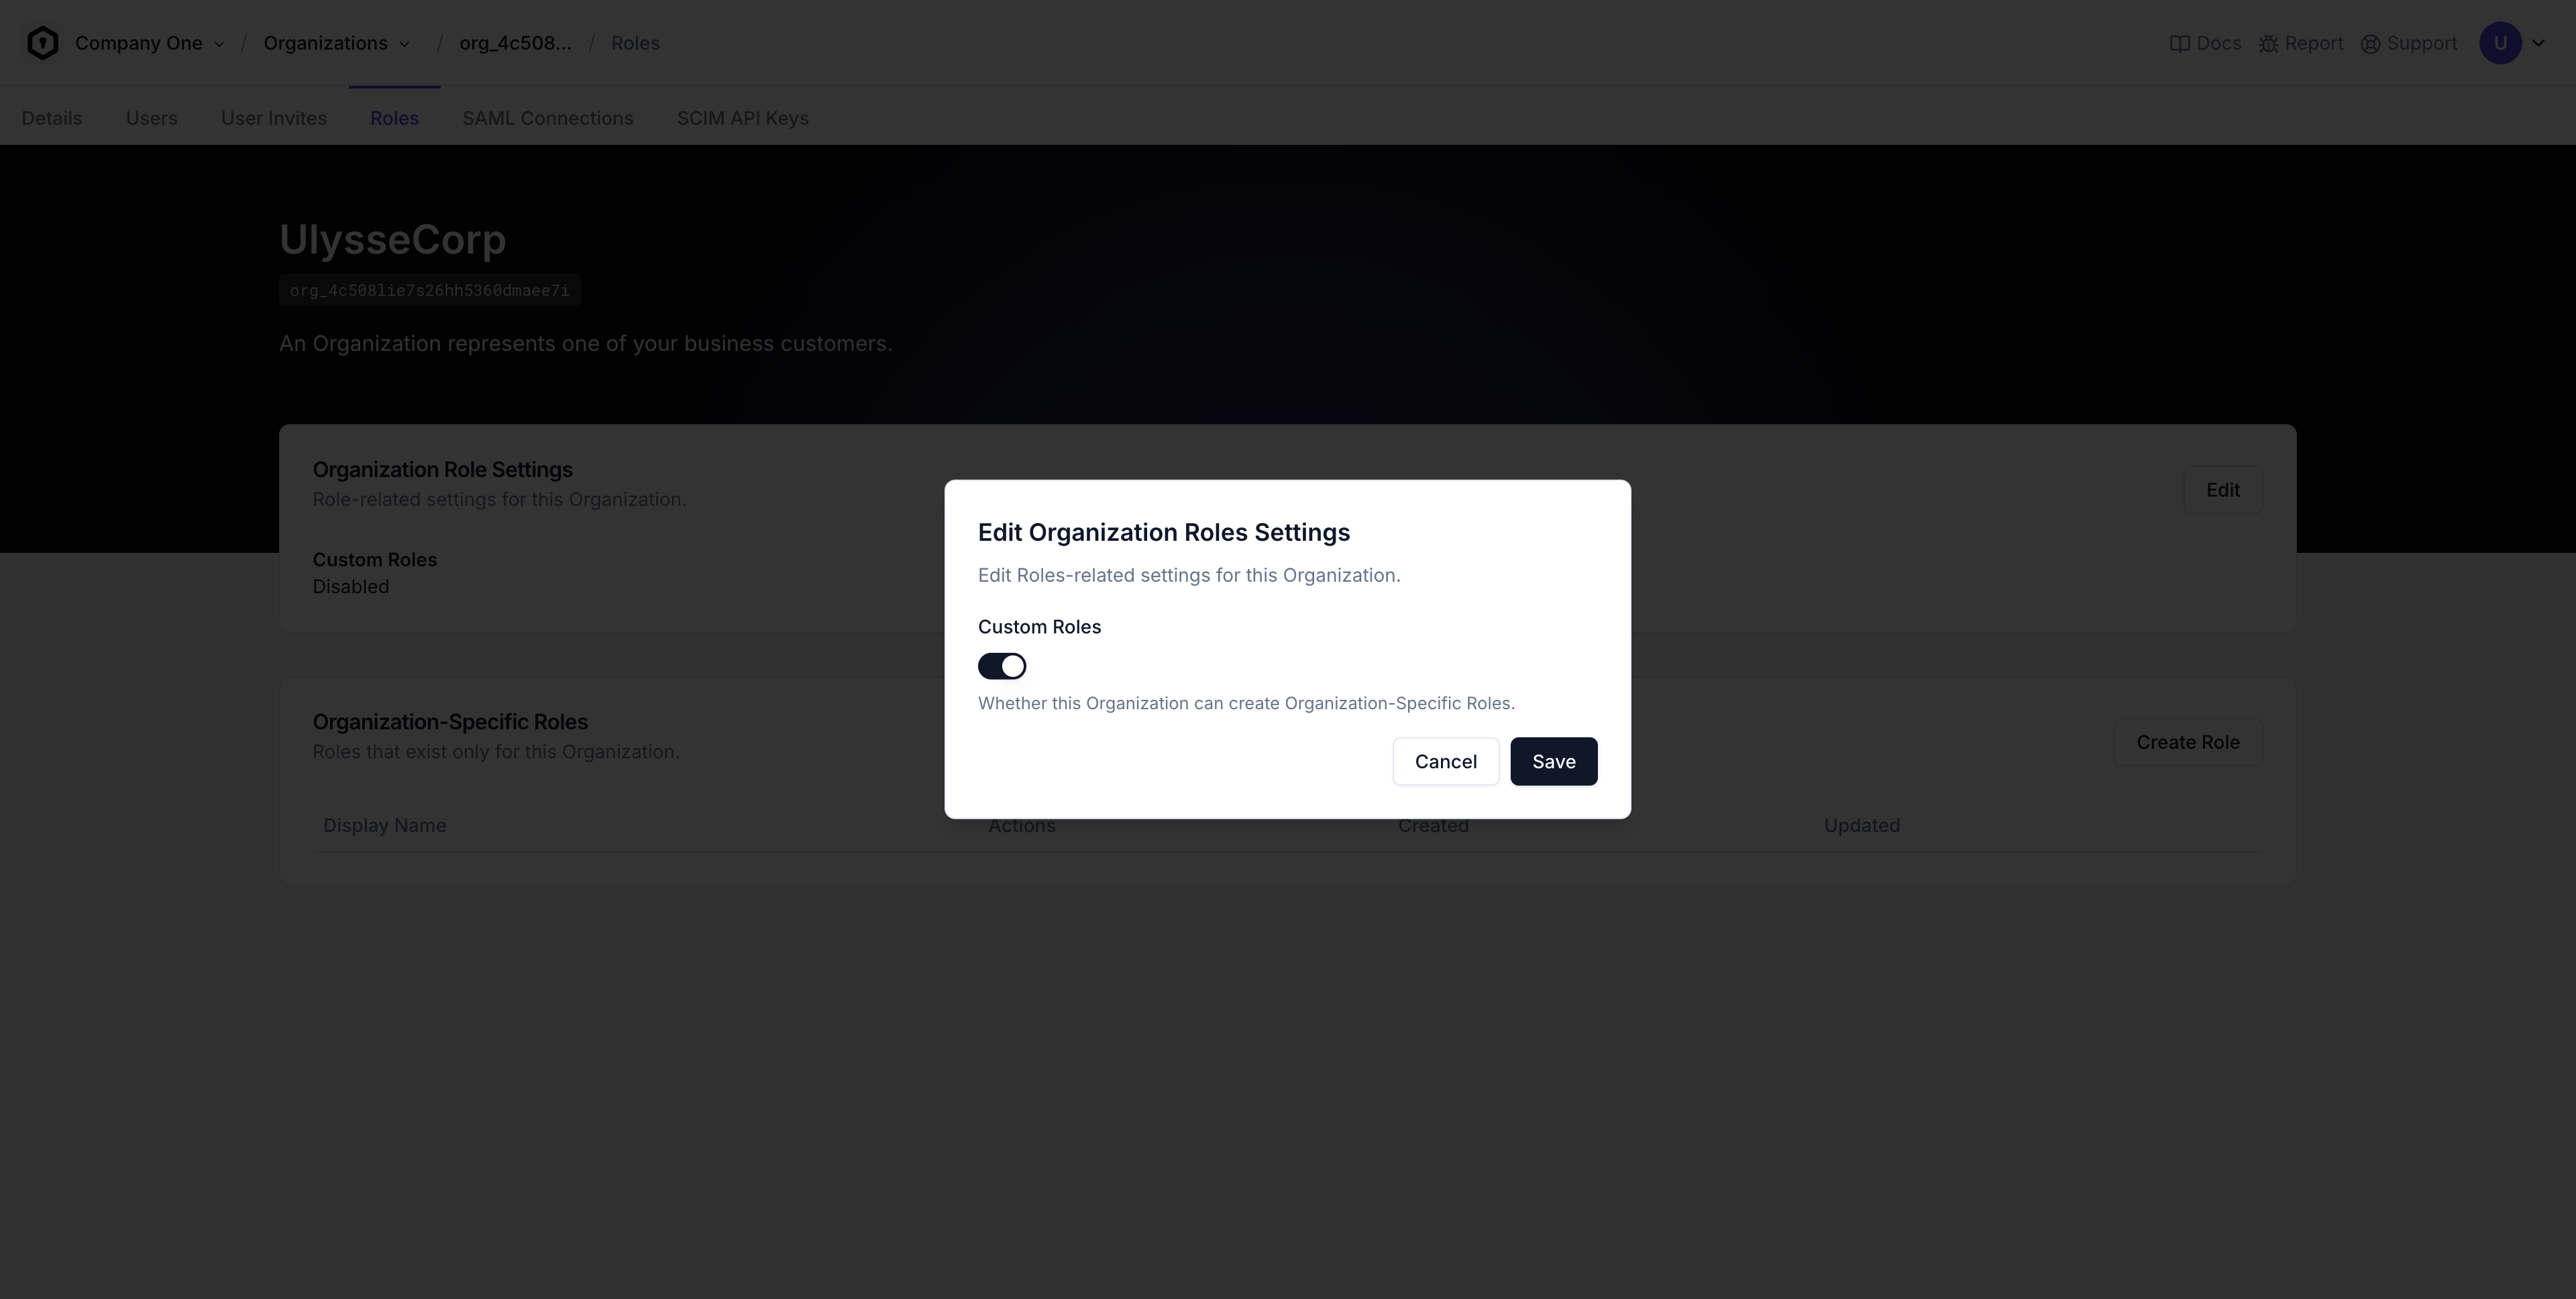 Company One / Organizations / org_4c508... / Roles
Docs Report Support U
Details Users User Invites Roles SAML Connections SCIM API Keys
UlysseCorp
org_4c508lie7s26hh5360dmaee7i
An Organization represents one of your business customers.
Organization Role Settings
Role-related settings for this Organization.
Edit
Custom Roles
Disabled
Edit Organization Roles Settings
Edit Roles-related settings for this Organization.
Custom Roles
Whether this Organization can create Organization-Specific Roles.
Cancel Save
Organization-Specific Roles
Roles that exist only for this Organization.
Create Role
Display Name Actions Created Updated